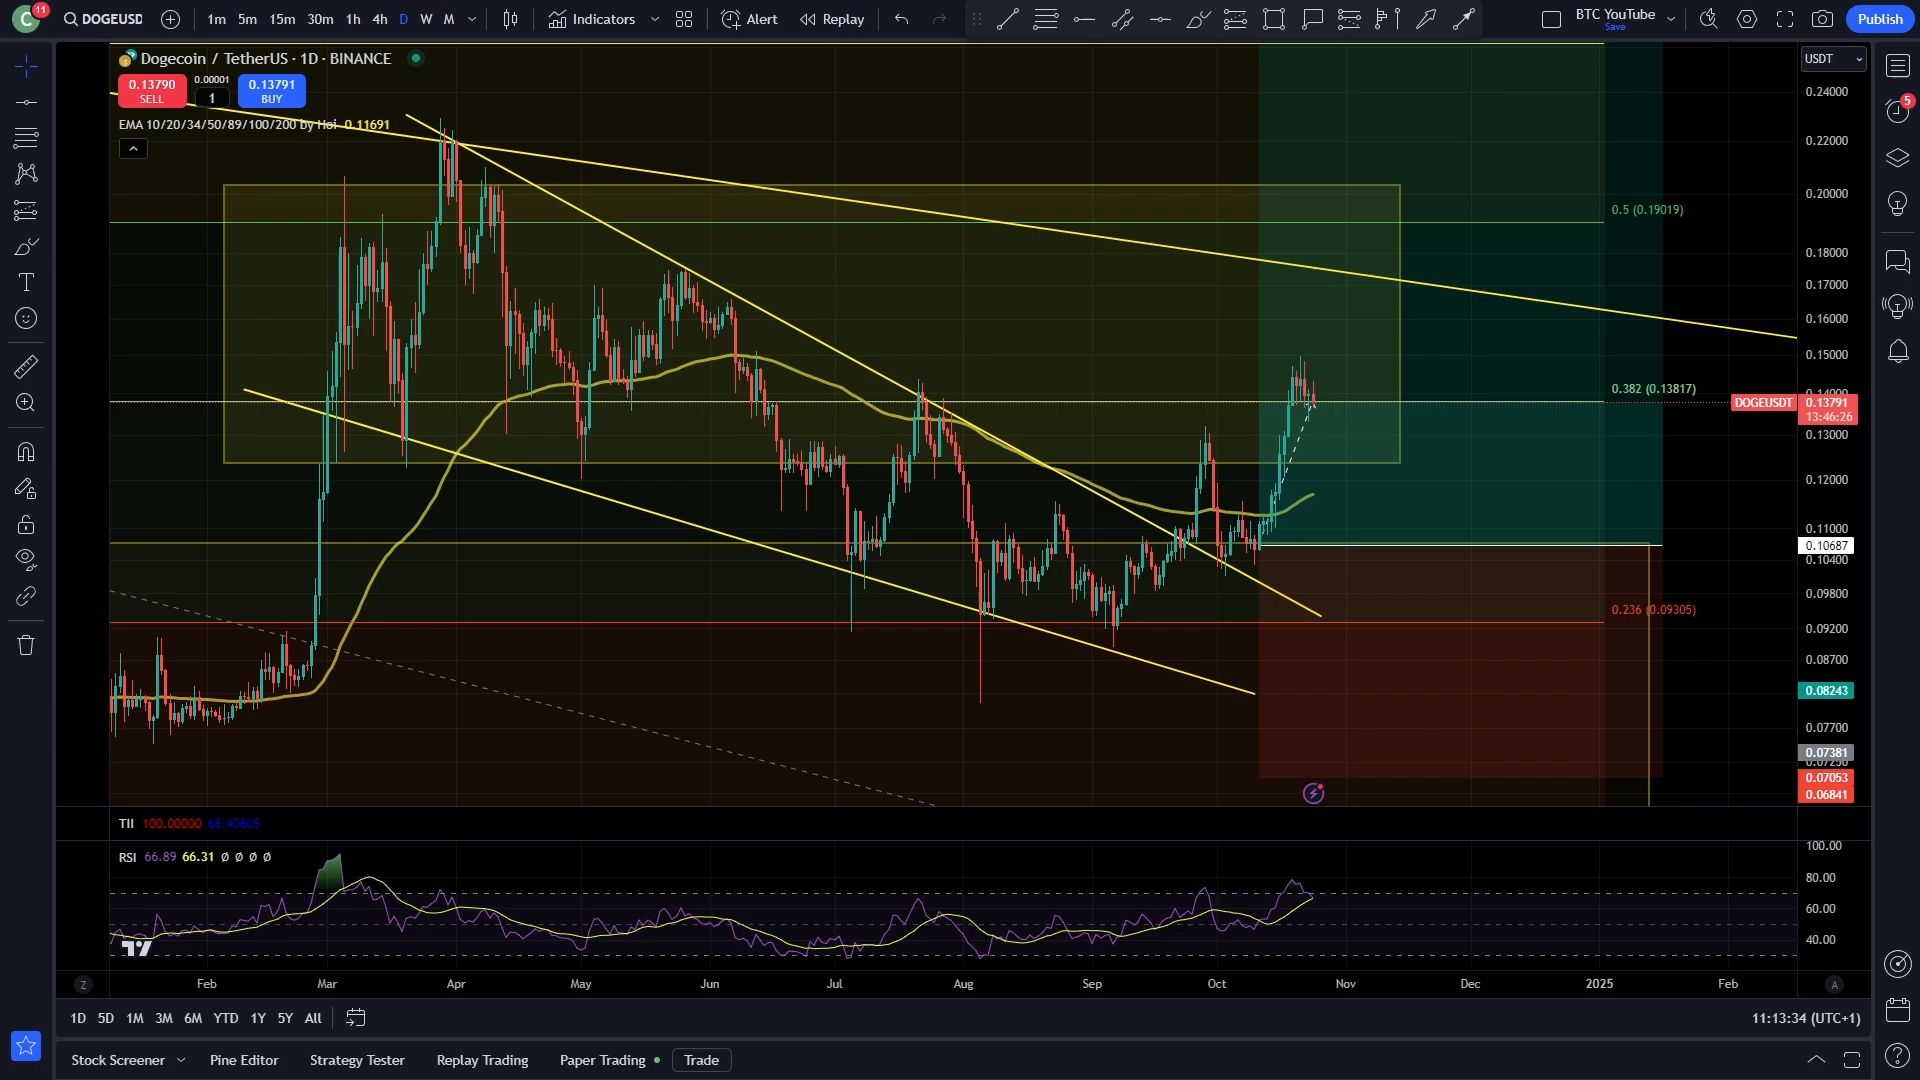 C 11 DOGEUSD 1m 5m 15m 30m 1h 4h D W M Indicators Alert Replay BTC YouTube Save Publish
Dogecoin / TetherUS · 1D · BINANCE
0.13790 SELL 0.00001 1 0.13791 BUY
EMA 10/20/34/50/89/100/200 by Hoi 0.11691
USDT
0.24000
0.22000
0.20000
0.5 (0.19019)
0.18000
0.17000
0.16000
0.15000
0.382 (0.13817)
0.14000
DOGEUSDT 0.13791
13:46:26
0.13000
0.12000
0.11000
0.10687
0.10400
0.09800
0.236 (0.09305)
0.09200
0.08700
0.08243
0.07700
0.07381
0.07250
0.07053
0.06841
5
TII 100.00000 68.40805
RSI 66.89 66.31 Ø Ø Ø Ø
100.00
80.00
60.00
40.00
Z Feb Mar Apr May Jun Jul Aug Sep Oct Nov Dec 2025 Feb A
1D 5D 1M 3M 6M YTD 1Y 5Y All 11:13:34 (UTC+1)
Stock Screener Pine Editor Strategy Tester Replay Trading Paper Trading Trade